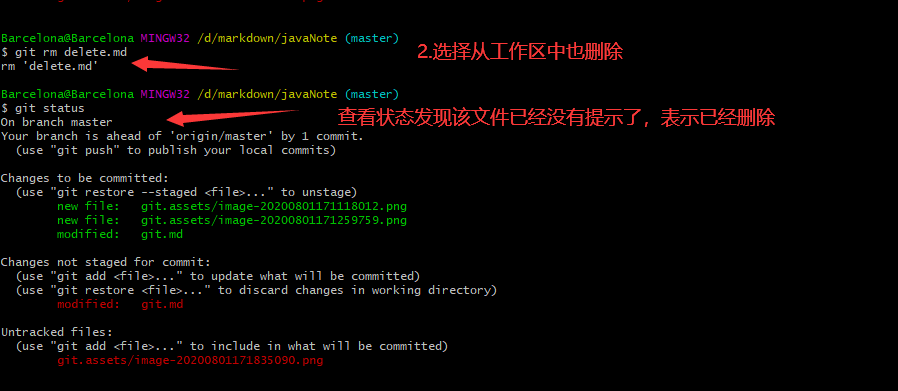 Barcelona@Barcelona MINGW32 /d/markdown/javaNote (master)
$ git rm delete.md
rm 'delete.md'
2.选择从工作区中也删除
Barcelona@Barcelona MINGW32 /d/markdown/javaNote (master)
$ git status
On branch master
查看状态发现该文件已经没有提示了，表示已经删除
Your branch is ahead of 'origin/master' by 1 commit.
(use "git push" to publish your local commits)
Changes to be committed:
(use "git restore --staged <file>..." to unstage)
new file: git.assets/image-20200801171118012.png
new file: git.assets/image-20200801171259759.png
modified: git.md
Changes not staged for commit:
(use "git add <file>..." to update what will be committed)
(use "git restore <file>..." to discard changes in working directory)
modified: git.md
Untracked files:
(use "git add <file>..." to include in what will be committed)
git.assets/image-20200801171835090.png